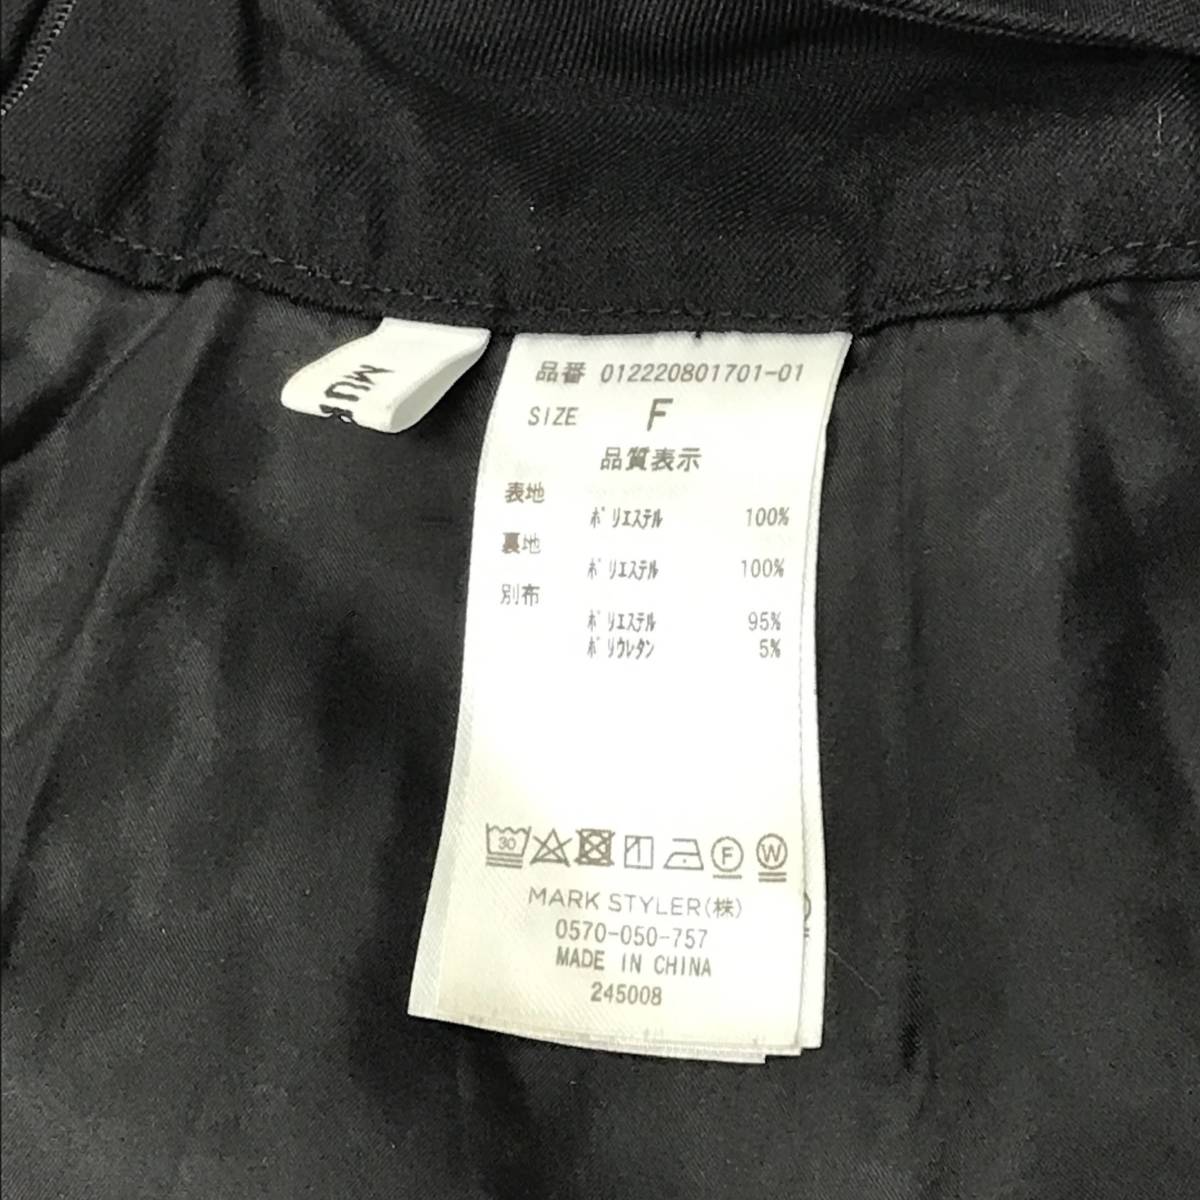 MU
品番 012220801701-01
SIZE F
品質表示
表地
ﾎﾟﾘｴｽﾃﾙ 100%
裏地
ﾎﾟﾘｴｽﾃﾙ 100%
別布
ﾎﾟﾘｴｽﾃﾙ 95%
ﾎﾟﾘｳﾚﾀﾝ 5%
30 F W
MARK STYLER(株)
0570-050-757
MADE IN CHINA
245008